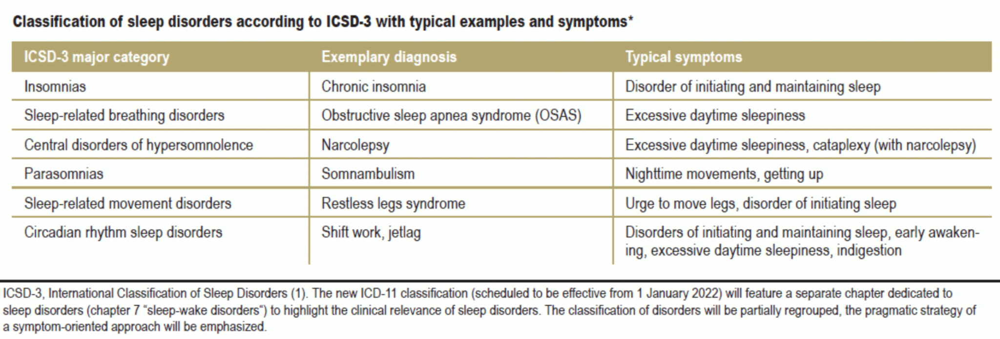 Classification of sleep disorders according to ICSD-3 with typical examples and symptoms*
ICSD-3 major category Exemplary diagnosis Typical symptoms
Insomnias Chronic insomnia Disorder of initiating and maintaining sleep
Sleep-related breathing disorders Obstructive sleep apnea syndrome (OSAS) Excessive daytime sleepiness
Central disorders of hypersomnolence Narcolepsy Excessive daytime sleepiness, cataplexy (with narcolepsy)
Parasomnias Somnambulism Nighttime movements, getting up
Sleep-related movement disorders Restless legs syndrome Urge to move legs, disorder of initiating sleep
Circadian rhythm sleep disorders Shift work, jetlag Disorders of initiating and maintaining sleep, early awaken-
ing, excessive daytime sleepiness, indigestion
ICSD-3, International Classification of Sleep Disorders (1). The new ICD-11 classification (scheduled to be effective from 1 January 2022) will feature a separate chapter dedicated to
sleep disorders (chapter 7 “sleep-wake disorders“) to highlight the clinical relevance of sleep disorders. The classification of disorders will be partially regrouped, the pragmatic strategy of
a symptom-oriented approach will be emphasized.